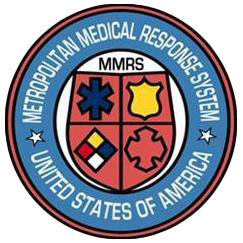 METROPOLITAN MEDICAL RESPONSE SYSTEM
MMRS
UNITED STATES OF AMERICA